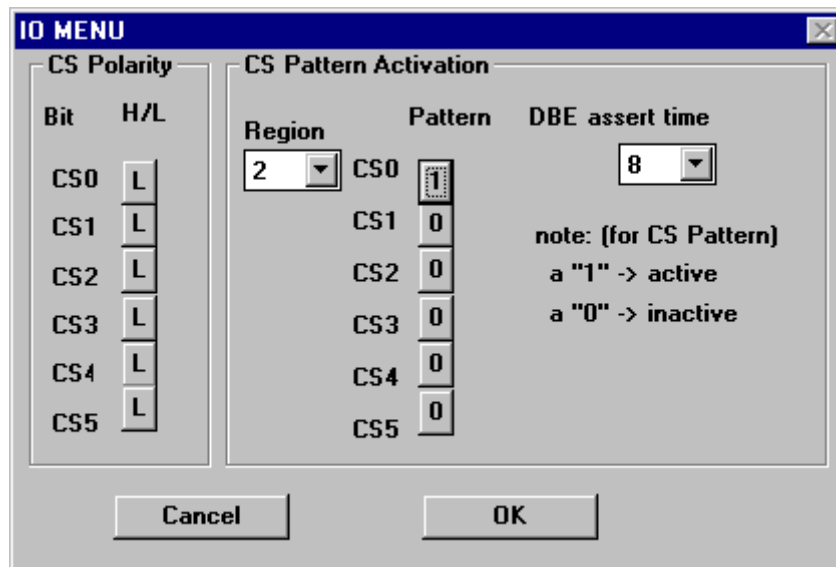 IO MENU
CS Polarity
Bit H/L
CS0 L
CS1 L
CS2 L
CS3 L
CS4 L
CS5 L
CS Pattern Activation
Region
2
Pattern
CS0 1
CS1 0
CS2 0
CS3 0
CS4 0
CS5 0
DBE assert time
8
note: (for CS Pattern)
a "1" -> active
a "0" -> inactive
Cancel
OK